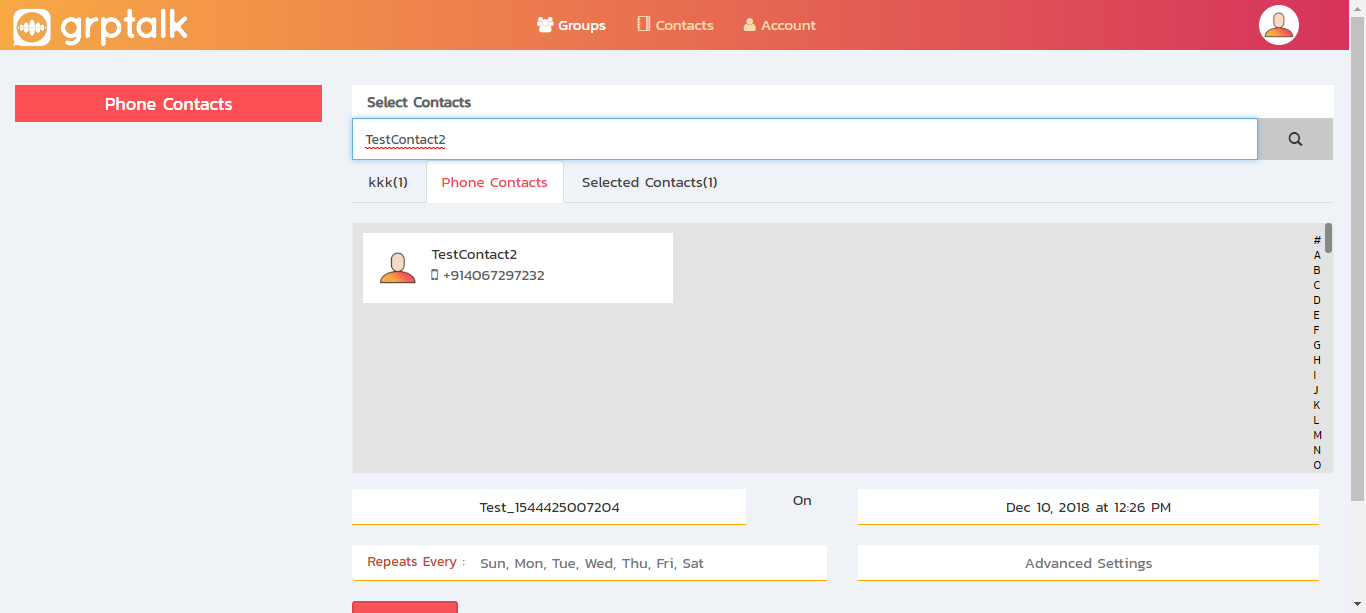 grptalk
Groups
Contacts
Account
Phone Contacts
Select Contacts
TestContact2
kkk(1)
Phone Contacts
Selected Contacts(1)
TestContact2
+914067297232
#
A
B
C
D
E
F
G
H
I
J
K
L
M
N
O
Test_1544425007204
On
Dec 10, 2018 at 12:26 PM
Repeats Every : Sun, Mon, Tue, Wed, Thu, Fri, Sat
Advanced Settings